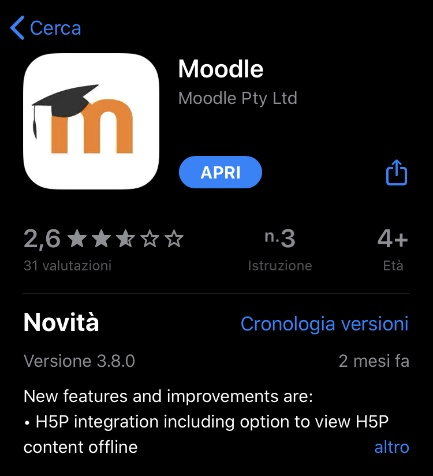 Cerca
Moodle
Moodle Pty Ltd
APRI
2,6
n.3
4+
31 valutazioni
Istruzione
Età
Novità
Cronologia versioni
Versione 3.8.0
2 mesi fa
New features and improvements are:
• H5P integration including option to view H5P
content offline
altro